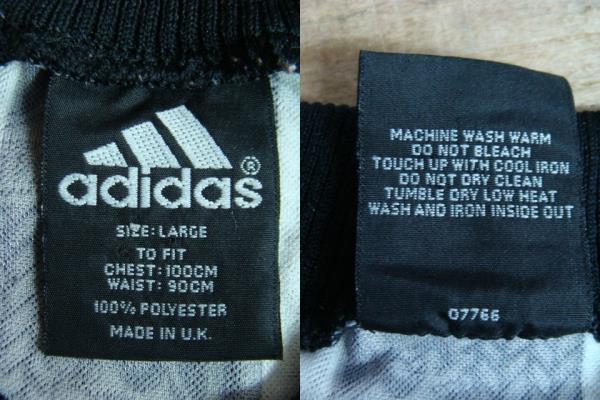 adidas®
SIZE: LARGE
TO FIT
CHEST: 100CM
WAIST: 90CM
100% POLYESTER
MADE IN U.K.
MACHINE WASH WARM
DO NOT BLEACH
TOUCH UP WITH COOL IRON
DO NOT DRY CLEAN
TUMBLE DRY LOW HEAT
WASH AND IRON INSIDE OUT
07766